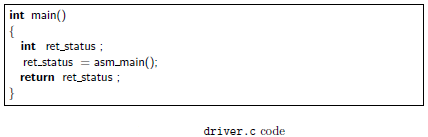 int main()
{
int ret_status ;
ret_status = asm_main();
return ret_status ;
}
driver.c code